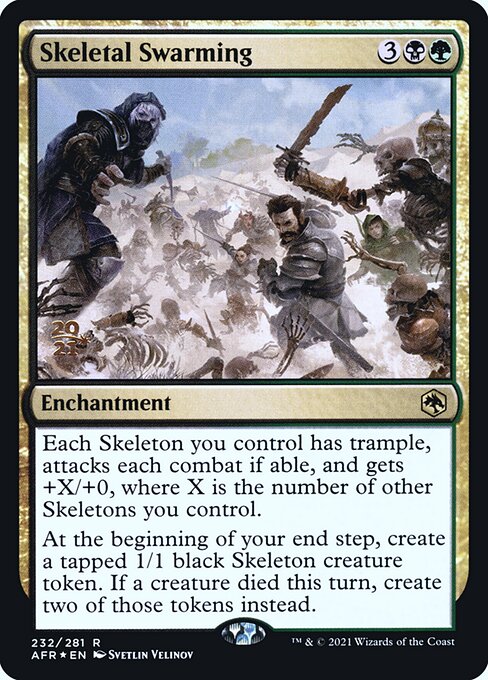 Skeletal Swarming 3
20
21
Enchantment
Each Skeleton you control has trample,
attacks each combat if able, and gets
+X/+0, where X is the number of other
Skeletons you control.
At the beginning of your end step, create
a tapped 1/1 black Skeleton creature
token. If a creature died this turn, create
two of those tokens instead.
232/281 R
™ & © 2021 Wizards of the Coast
AFR★EN Svetlin Velinov